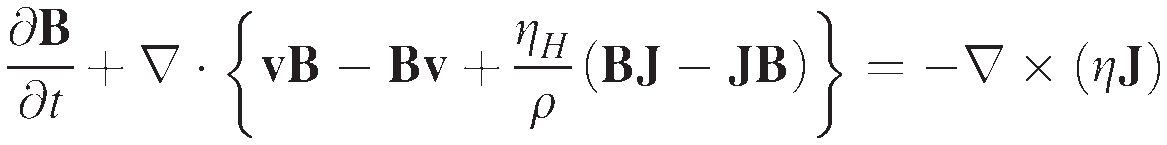 ∂𝐁/∂t + ∇ · {𝐯𝐁 − 𝐁𝐯 + η_H/ρ (𝐁𝐉 − 𝐉𝐁)} = −∇ × (η𝐉)